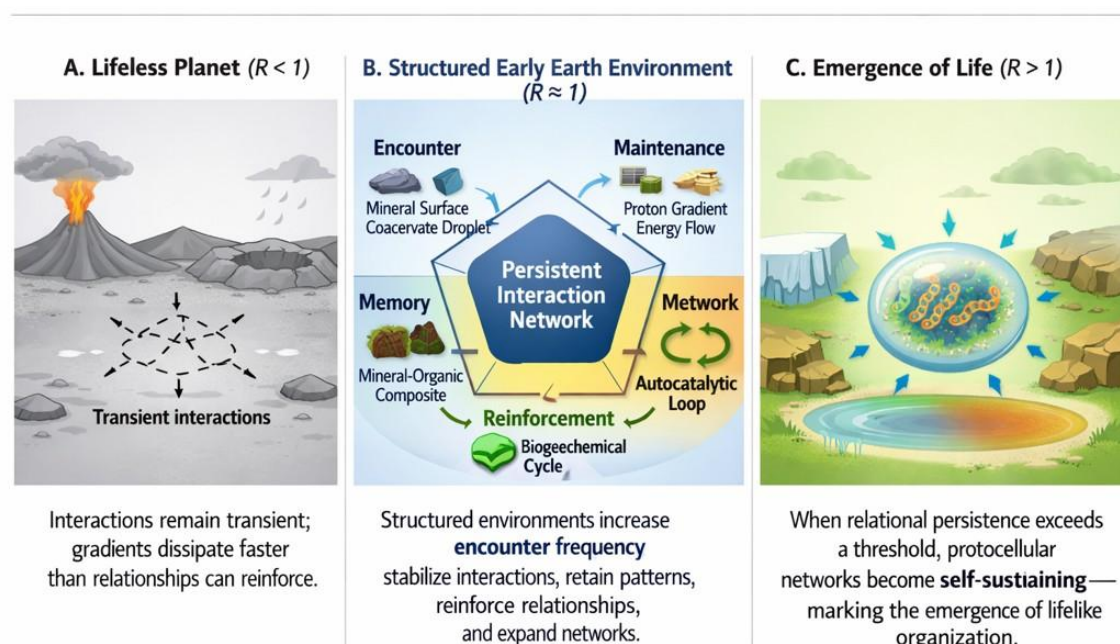 A. Lifeless Planet (R < 1)
Transient interactions
Interactions remain transient;
gradients dissipate faster
than relationships can reinforce.
B. Structured Early Earth Environment
(R ≈ 1)
Encounter
Mineral Surface
Coacervate Droplet
Maintenance
Proton Gradient
Energy Flow
Persistent
Interaction
Network
Memory
Mineral-Organic
Composite
Metwork
Autocatalytic
Loop
Reinforcement
Biogeechemical
Cycle
Structured environments increase
encounter frequency
stabilize interactions, retain patterns,
reinforce relationships,
and expand networks.
C. Emergence of Life (R > 1)
When relational persistence exceeds
a threshold, protocellular
networks become self-sustiaining—
marking the emergence of lifelike
organization.